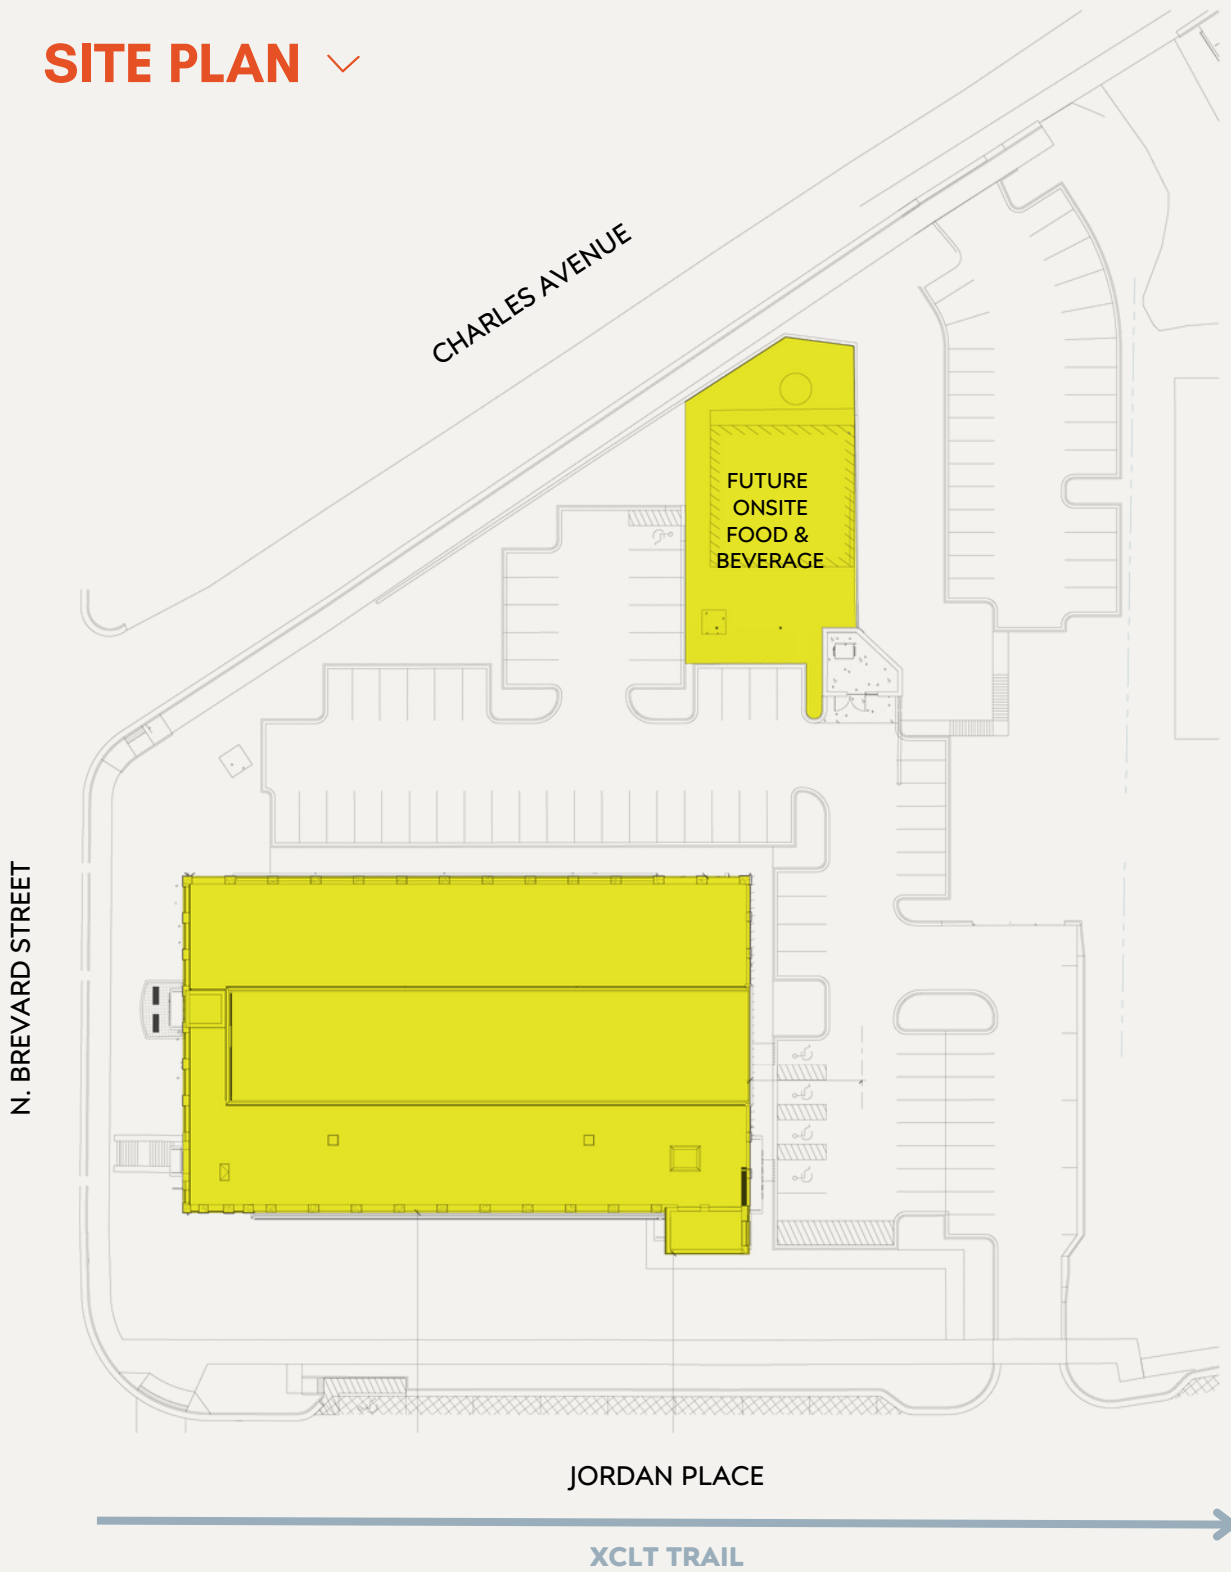 SITE PLAN
CHARLES AVENUE
FUTURE
ONSITE
FOOD &
BEVERAGE
N. BREVARD STREET
JORDAN PLACE
XCLT TRAIL